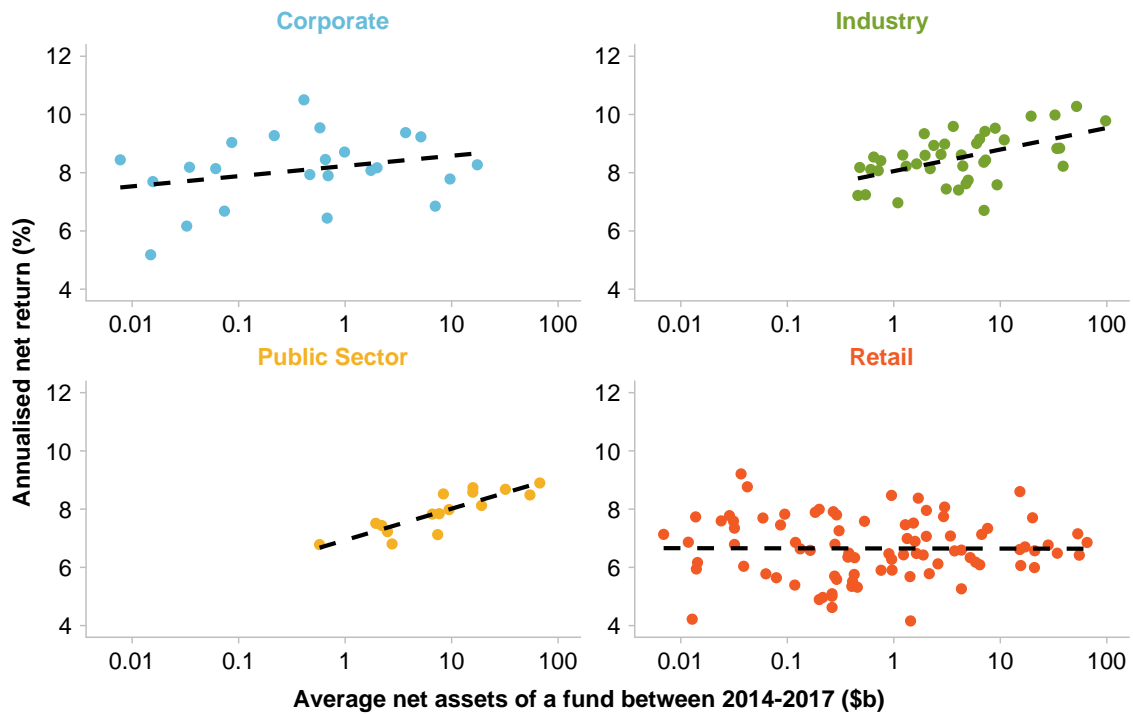 Corporate
Industry
12
10
8
6
4
0.01 0.1 1 10 100
12
10
8
6
4
0.01 0.1 1 10 100
Public Sector
Retail
12
10
8
6
4
0.01 0.1 1 10 100
12
10
8
6
4
0.01 0.1 1 10 100
Annualised net return (%)
Average net assets of a fund between 2014-2017 ($b)